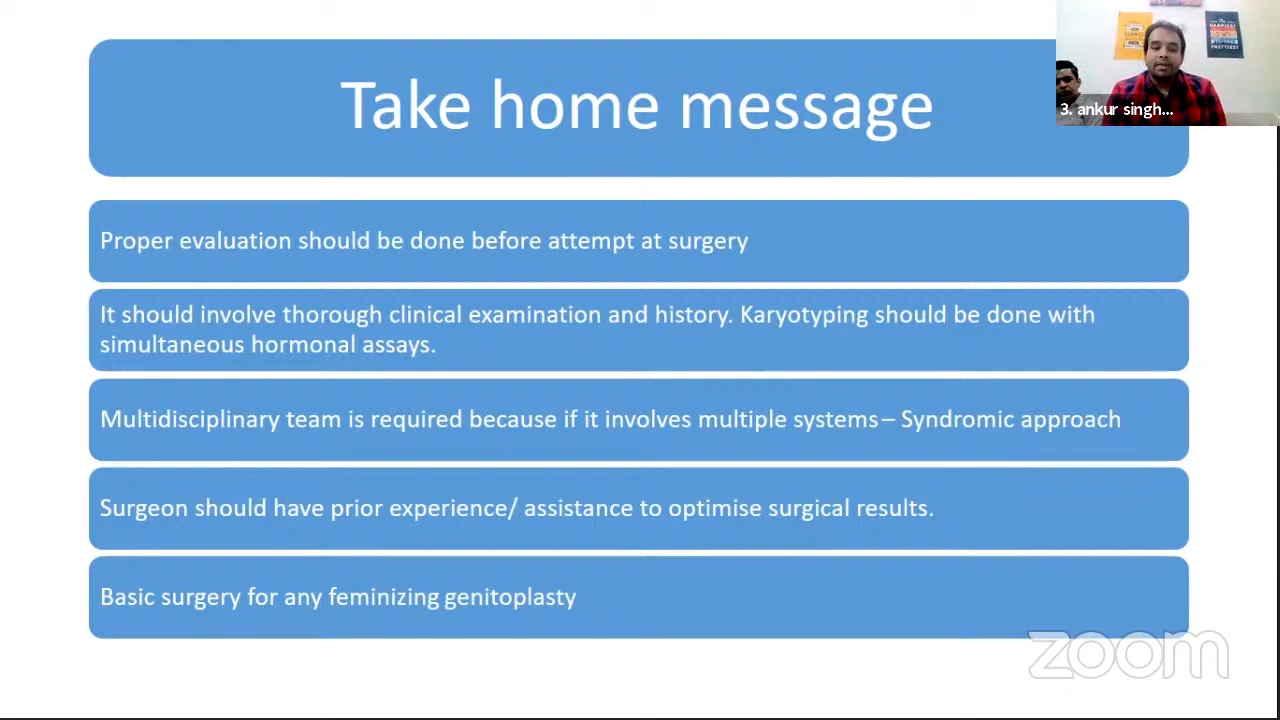 Take home message
3. ankur singh...
Proper evaluation should be done before attempt at surgery
It should involve thorough clinical examination and history. Karyotyping should be done with
simultaneous hormonal assays.
Multidisciplinary team is required because if it involves multiple systems – Syndromic approach
Surgeon should have prior experience/ assistance to optimise surgical results.
Basic surgery for any feminizing genitoplasty
zoom